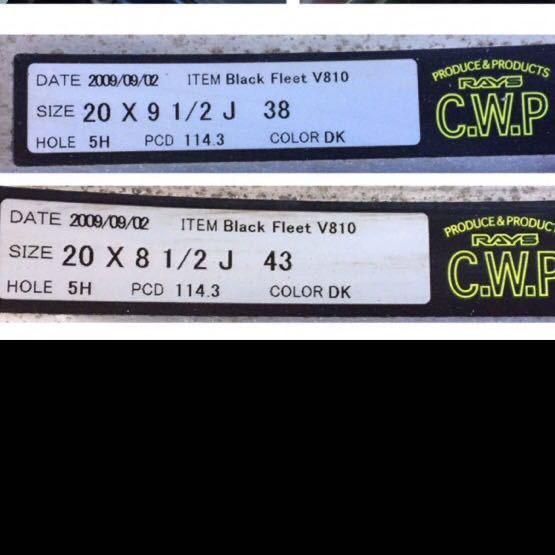 DATE 2009/09/02 ITEM Black Fleet V810
SIZE 20 X 9 1/2 J 38
HOLE 5H PCD 114.3 COLOR DK
PRODUCE & PRODUCTS
RAYS
C.W.P
DATE 2009/09/02 ITEM Black Fleet V810
SIZE 20 X 8 1/2 J 43
HOLE 5H PCD 114.3 COLOR DK
PRODUCE & PRODUCT
RAYS
C.W.P